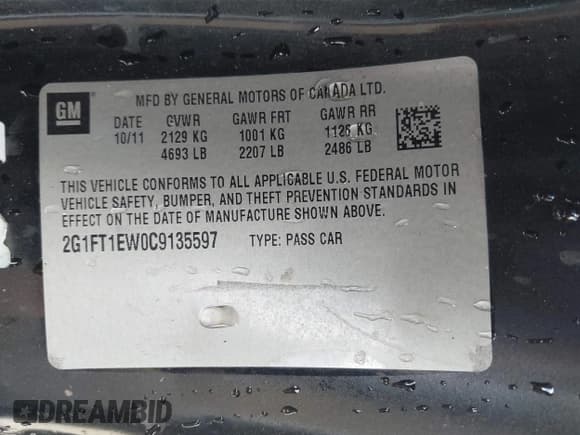 GM
MFD BY GENERAL MOTORS OF CANADA LTD.
DATE GVWR GAWR FRT GAWR RR
10/11 2129 KG 1001 KG 1128 KG
4693 LB 2207 LB 2486 LB
THIS VEHICLE CONFORMS TO ALL APPLICABLE U.S. FEDERAL MOTOR
VEHICLE SAFETY, BUMPER, AND THEFT PREVENTION STANDARDS IN
EFFECT ON THE DATE OF MANUFACTURE SHOWN ABOVE.
2G1FT1EW0C9135597 TYPE: PASS CAR
DREAMBID